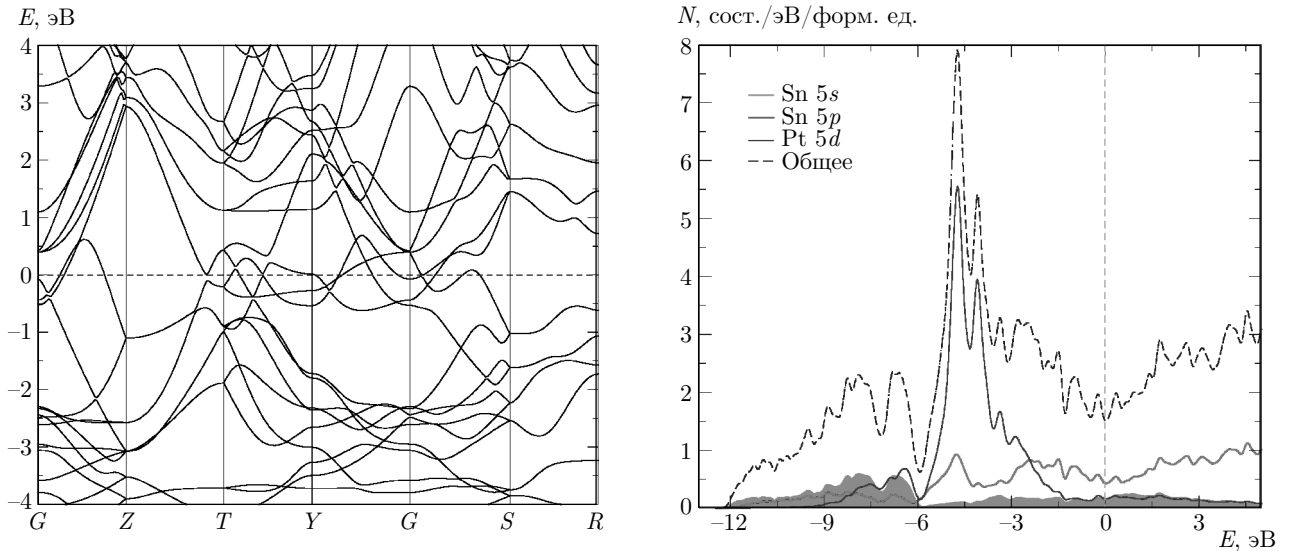 E, эВ
4
3
2
1
0
−1
−2
−3
−4
G Z T Y G S R
N, сост./эВ/форм. ед.
8
7
6
5
4
3
2
1
0
Sn 5s
Sn 5p
Pt 5d
Общее
−12 −9 −6 −3 0 3
E, эВ